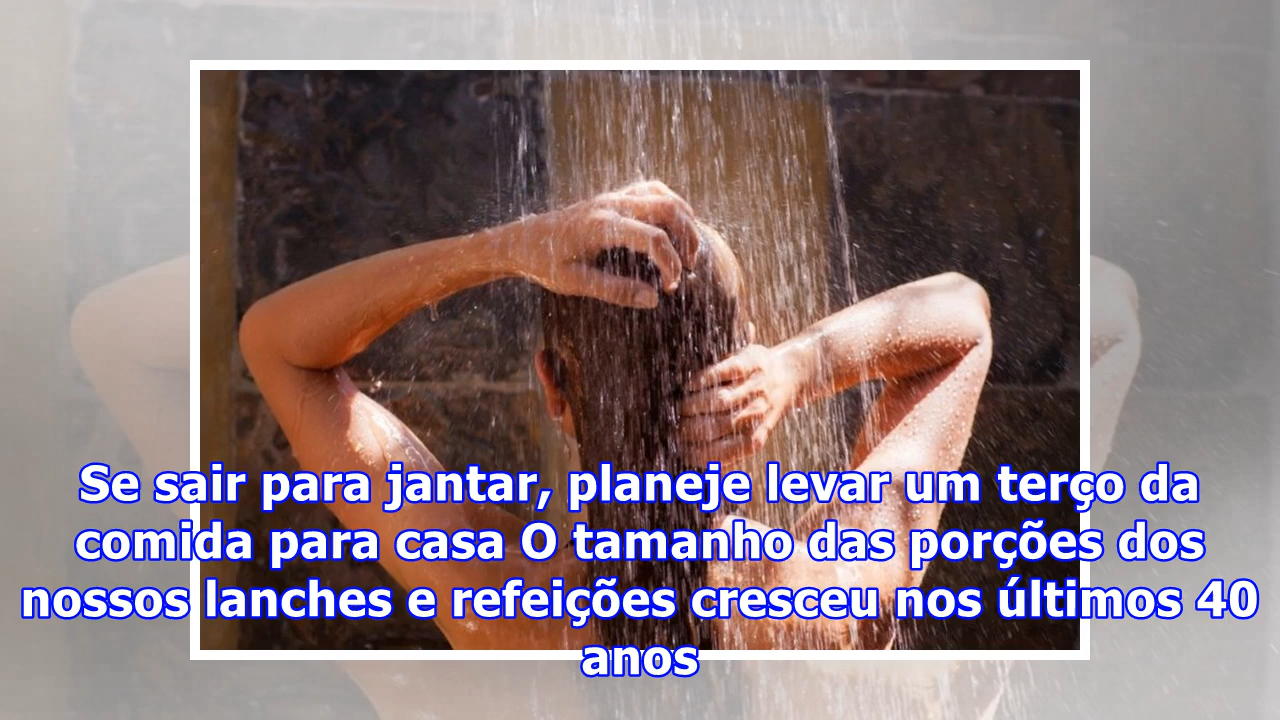 Se sair para jantar, planeje levar um terço da
comida para casa O tamanho das porções dos
nossos lanches e refeições cresceu nos últimos 40
anos